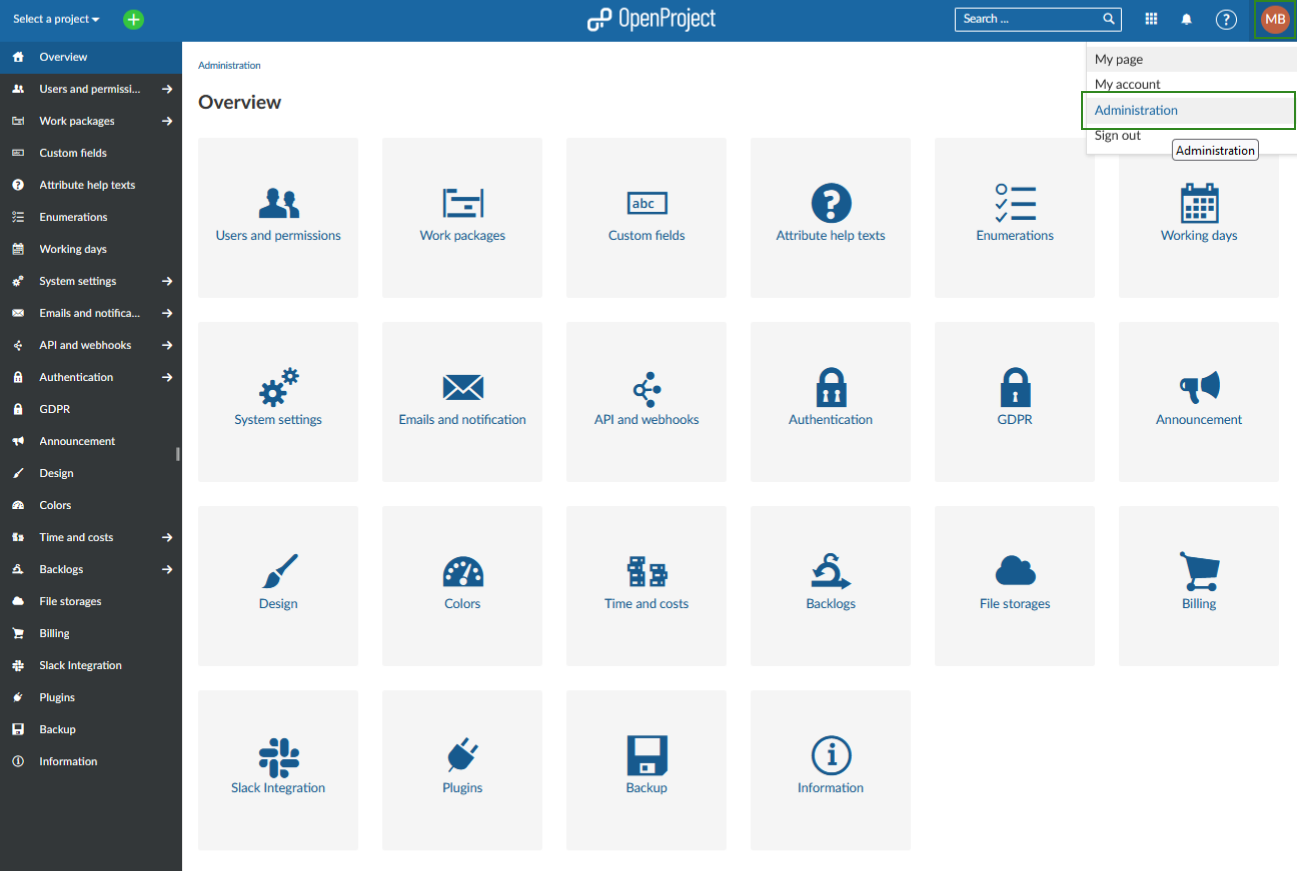 Select a project
OpenProject
Search ...
?
MB
My page
My account
Administration
Sign out
Administration
Overview
Users and permissi...
Work packages
Custom fields
Attribute help texts
Enumerations
Working days
System settings
Emails and notifica...
API and webhooks
Authentication
GDPR
Announcement
Design
Colors
Time and costs
Backlogs
File storages
Billing
Slack Integration
Plugins
Backup
Information
Administration
Overview
Users and permissions
Work packages
abc
Custom fields
?
Attribute help texts
Enumerations
Working days
System settings
Emails and notification
API and webhooks
Authentication
GDPR
Announcement
Design
Colors
Time and costs
Backlogs
File storages
Billing
Slack Integration
Plugins
Backup
i
Information